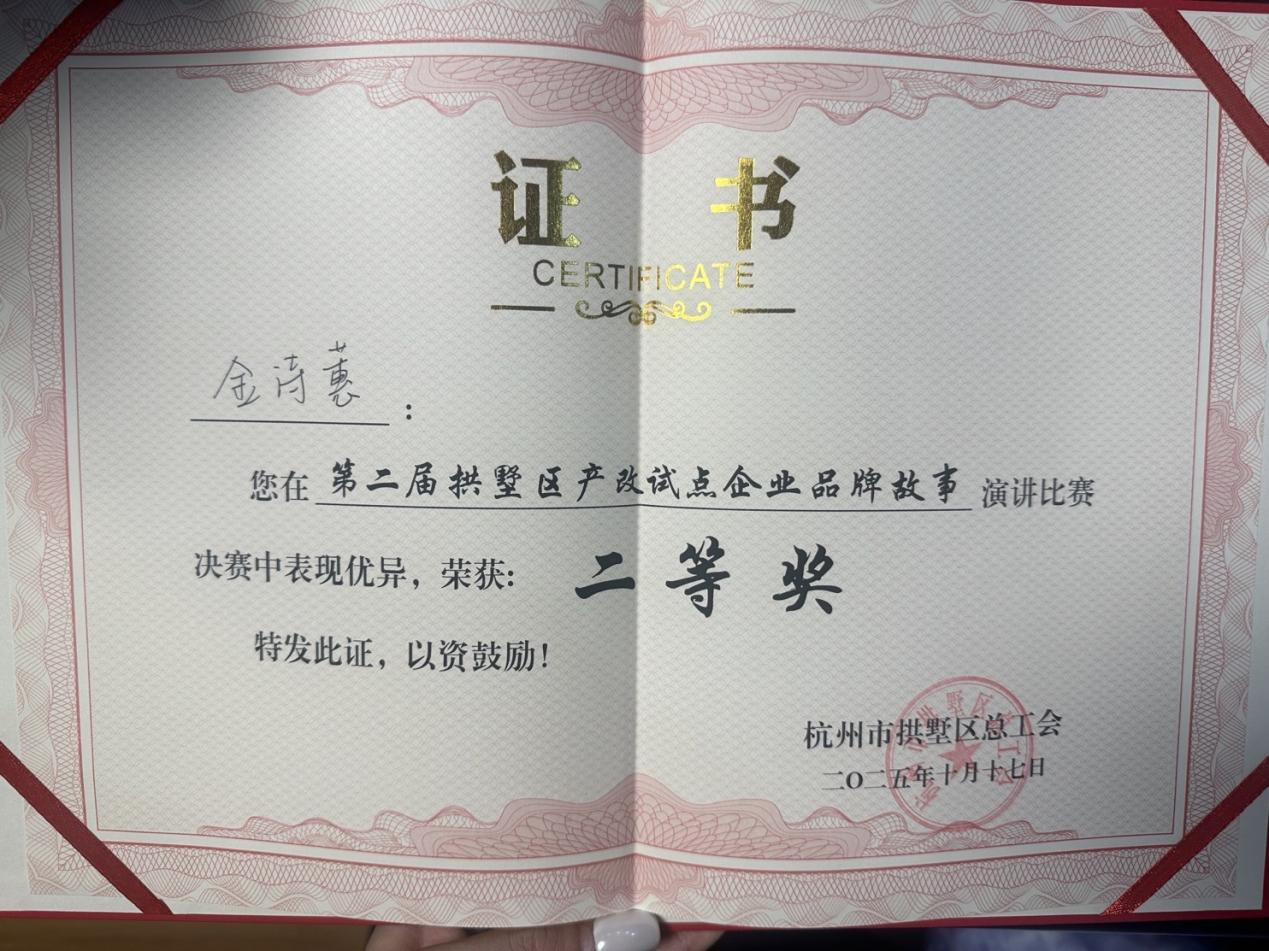 证 书
CERTIFICATE
金诗蕙：
您在 第二届拱墅区产改试点企业品牌故事 演讲比赛
决赛中表现优异，荣获： 二等奖
特发此证，以资鼓励！
杭州市拱墅区总工会
二〇二五年十月十七日